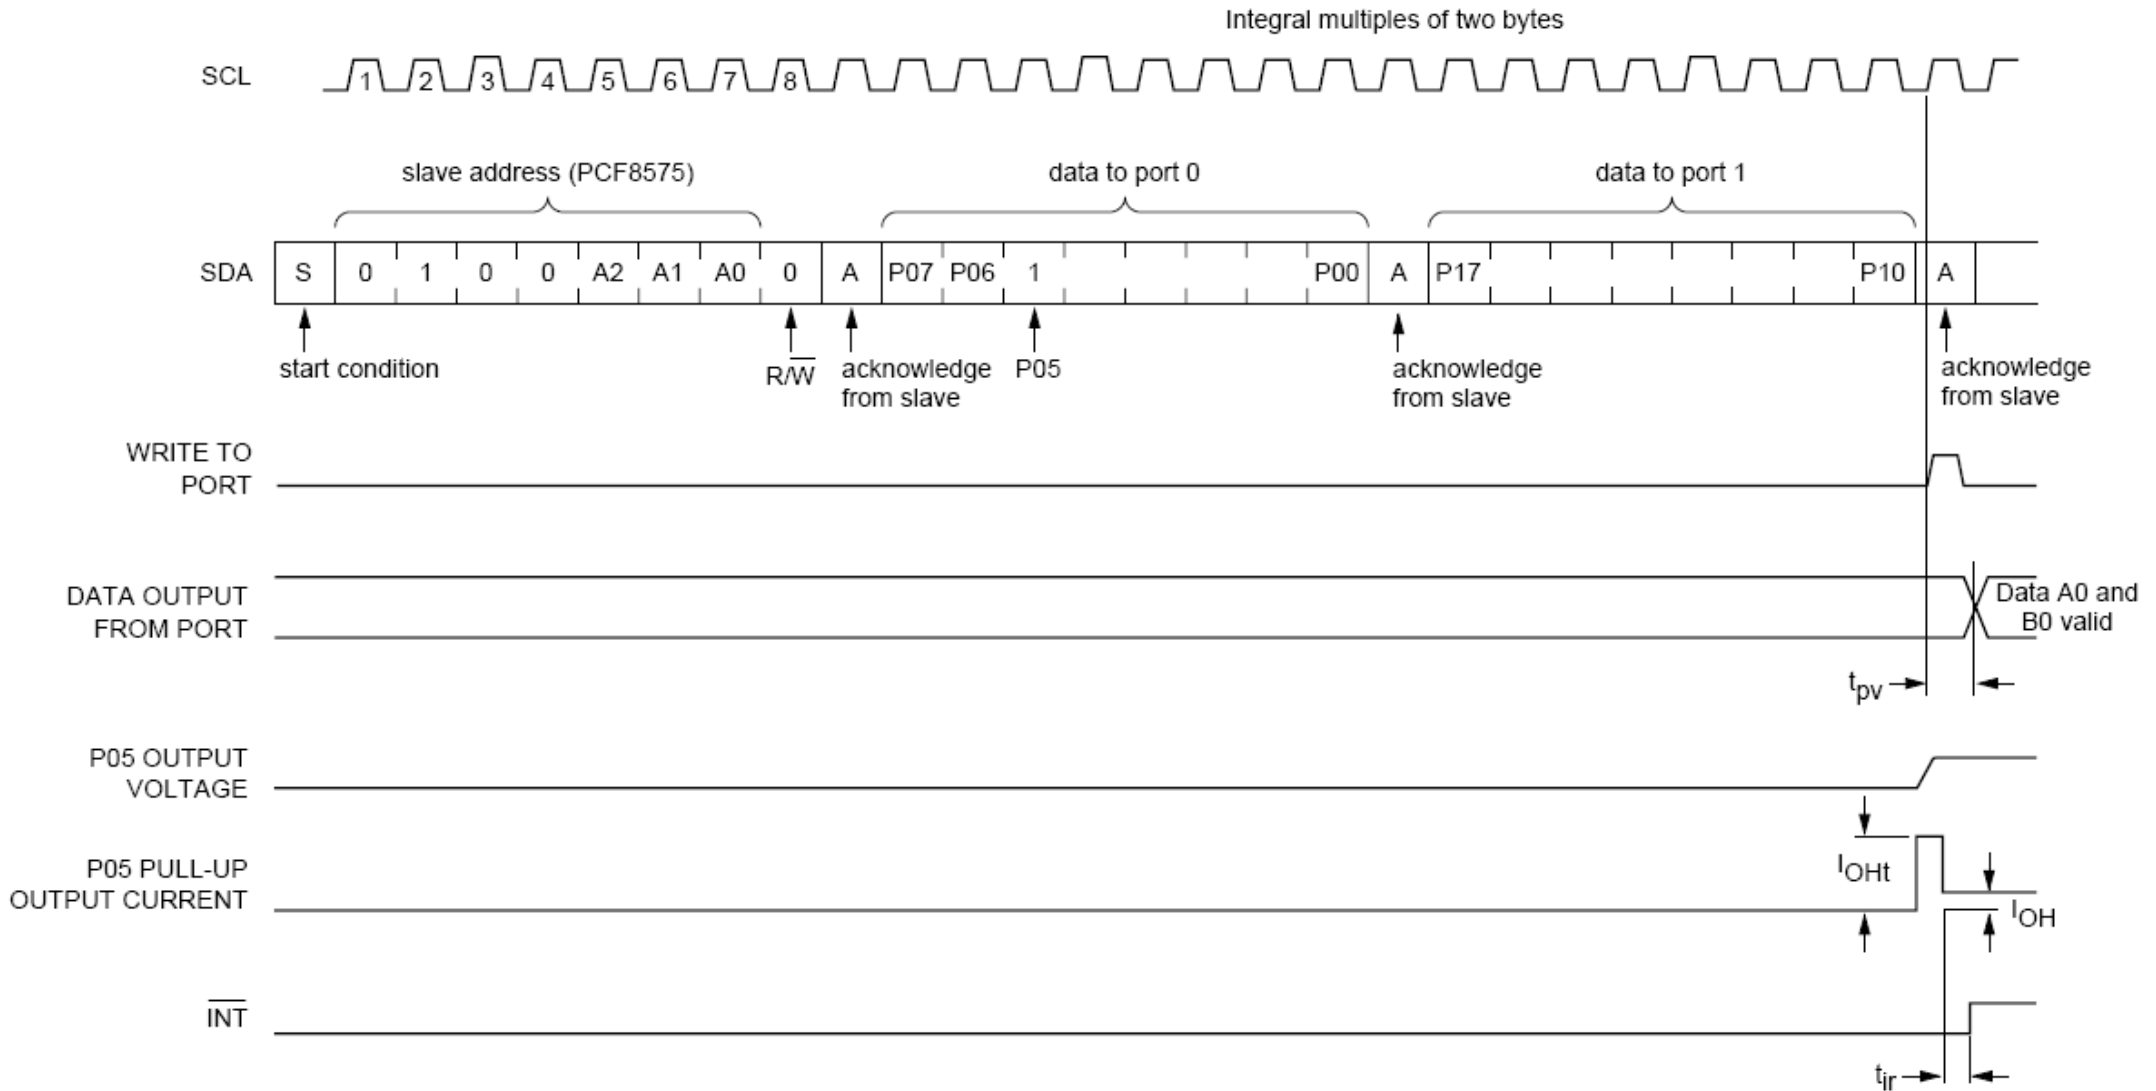 Integral multiples of two bytes
SCL
1 2 3 4 5 6 7 8
slave address (PCF8575)
data to port 0
data to port 1
SDA
S 0 1 0 0 A2 A1 A0 0 A P07 P06 1 P00 A P17 P10 A
start condition
R/W̅
acknowledge
from slave
P05
acknowledge
from slave
acknowledge
from slave
WRITE TO
PORT
DATA OUTPUT
FROM PORT
Data A0 and
B0 valid
tpv
P05 OUTPUT
VOLTAGE
P05 PULL-UP
OUTPUT CURRENT
IOHt
IOH
I̅N̅T̅
tir